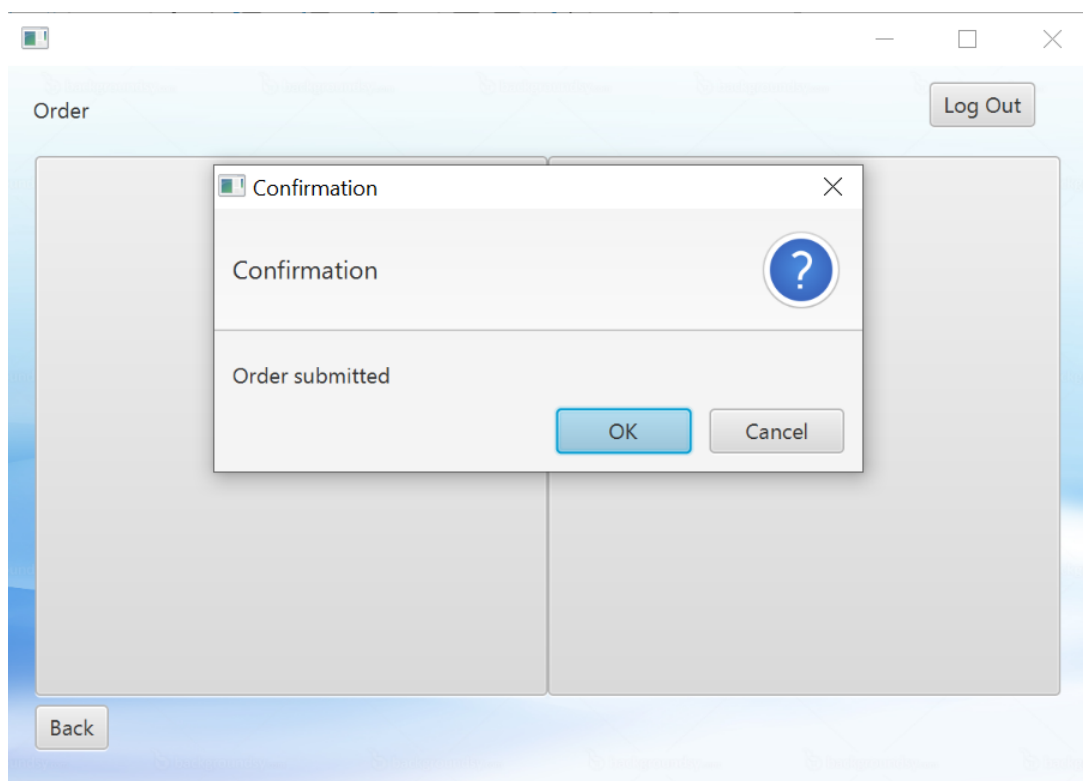 Order
Log Out
Confirmation
Confirmation
?
Order submitted
OK
Cancel
Back